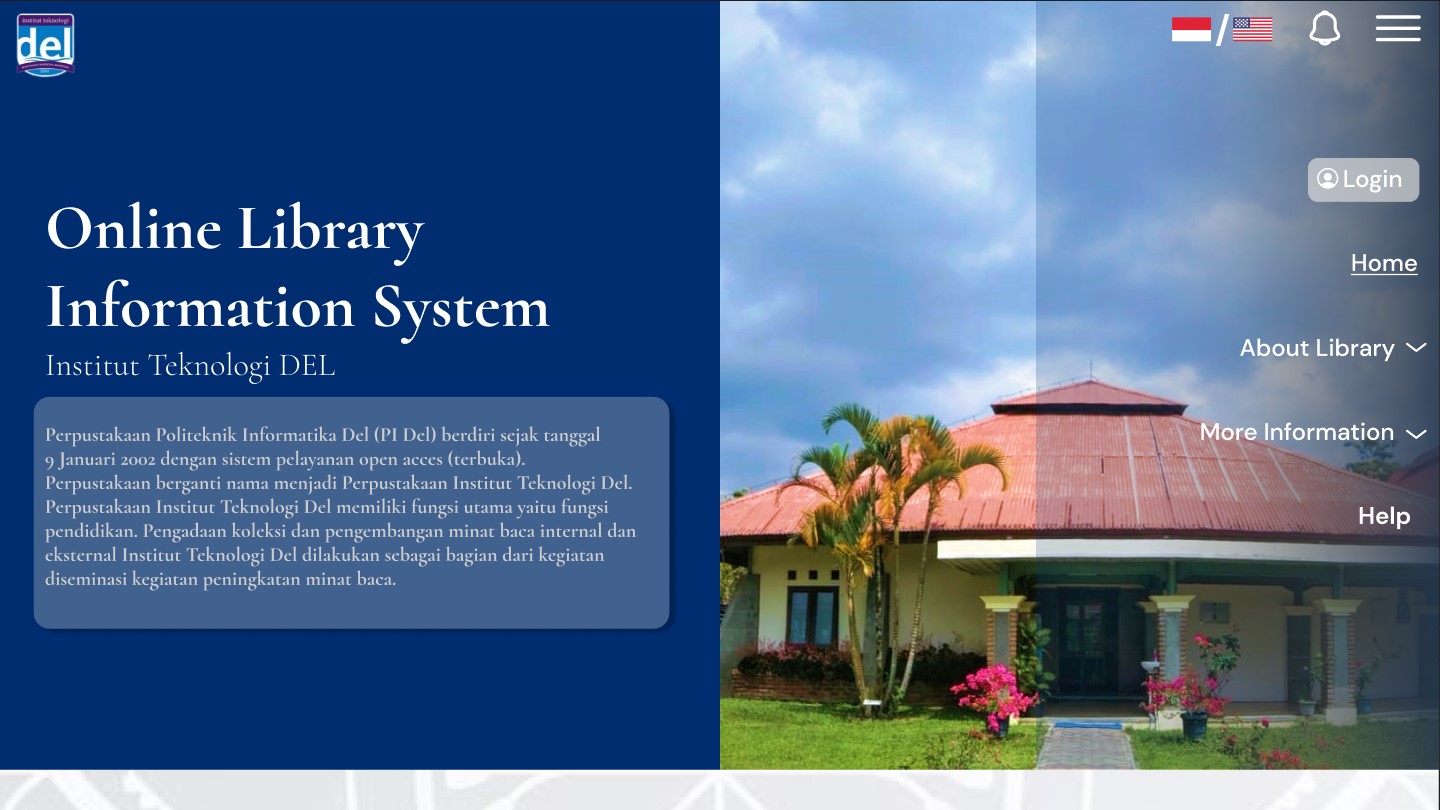 institut teknologi
del
Login
Home
Online Library
Information System
Institut Teknologi DEL
About Library
More Information
Help
Perpustakaan Politeknik Informatika Del (PI Del) berdiri sejak tanggal
9 Januari 2002 dengan sistem pelayanan open acces (terbuka).
Perpustakaan berganti nama menjadi Perpustakaan Institut Teknologi Del.
Perpustakaan Institut Teknologi Del memiliki fungsi utama yaitu fungsi
pendidikan. Pengadaan koleksi dan pengembangan minat baca internal dan
eksternal Institut Teknologi Del dilakukan sebagai bagian dari kegiatan
diseminasi kegiatan peningkatan minat baca.